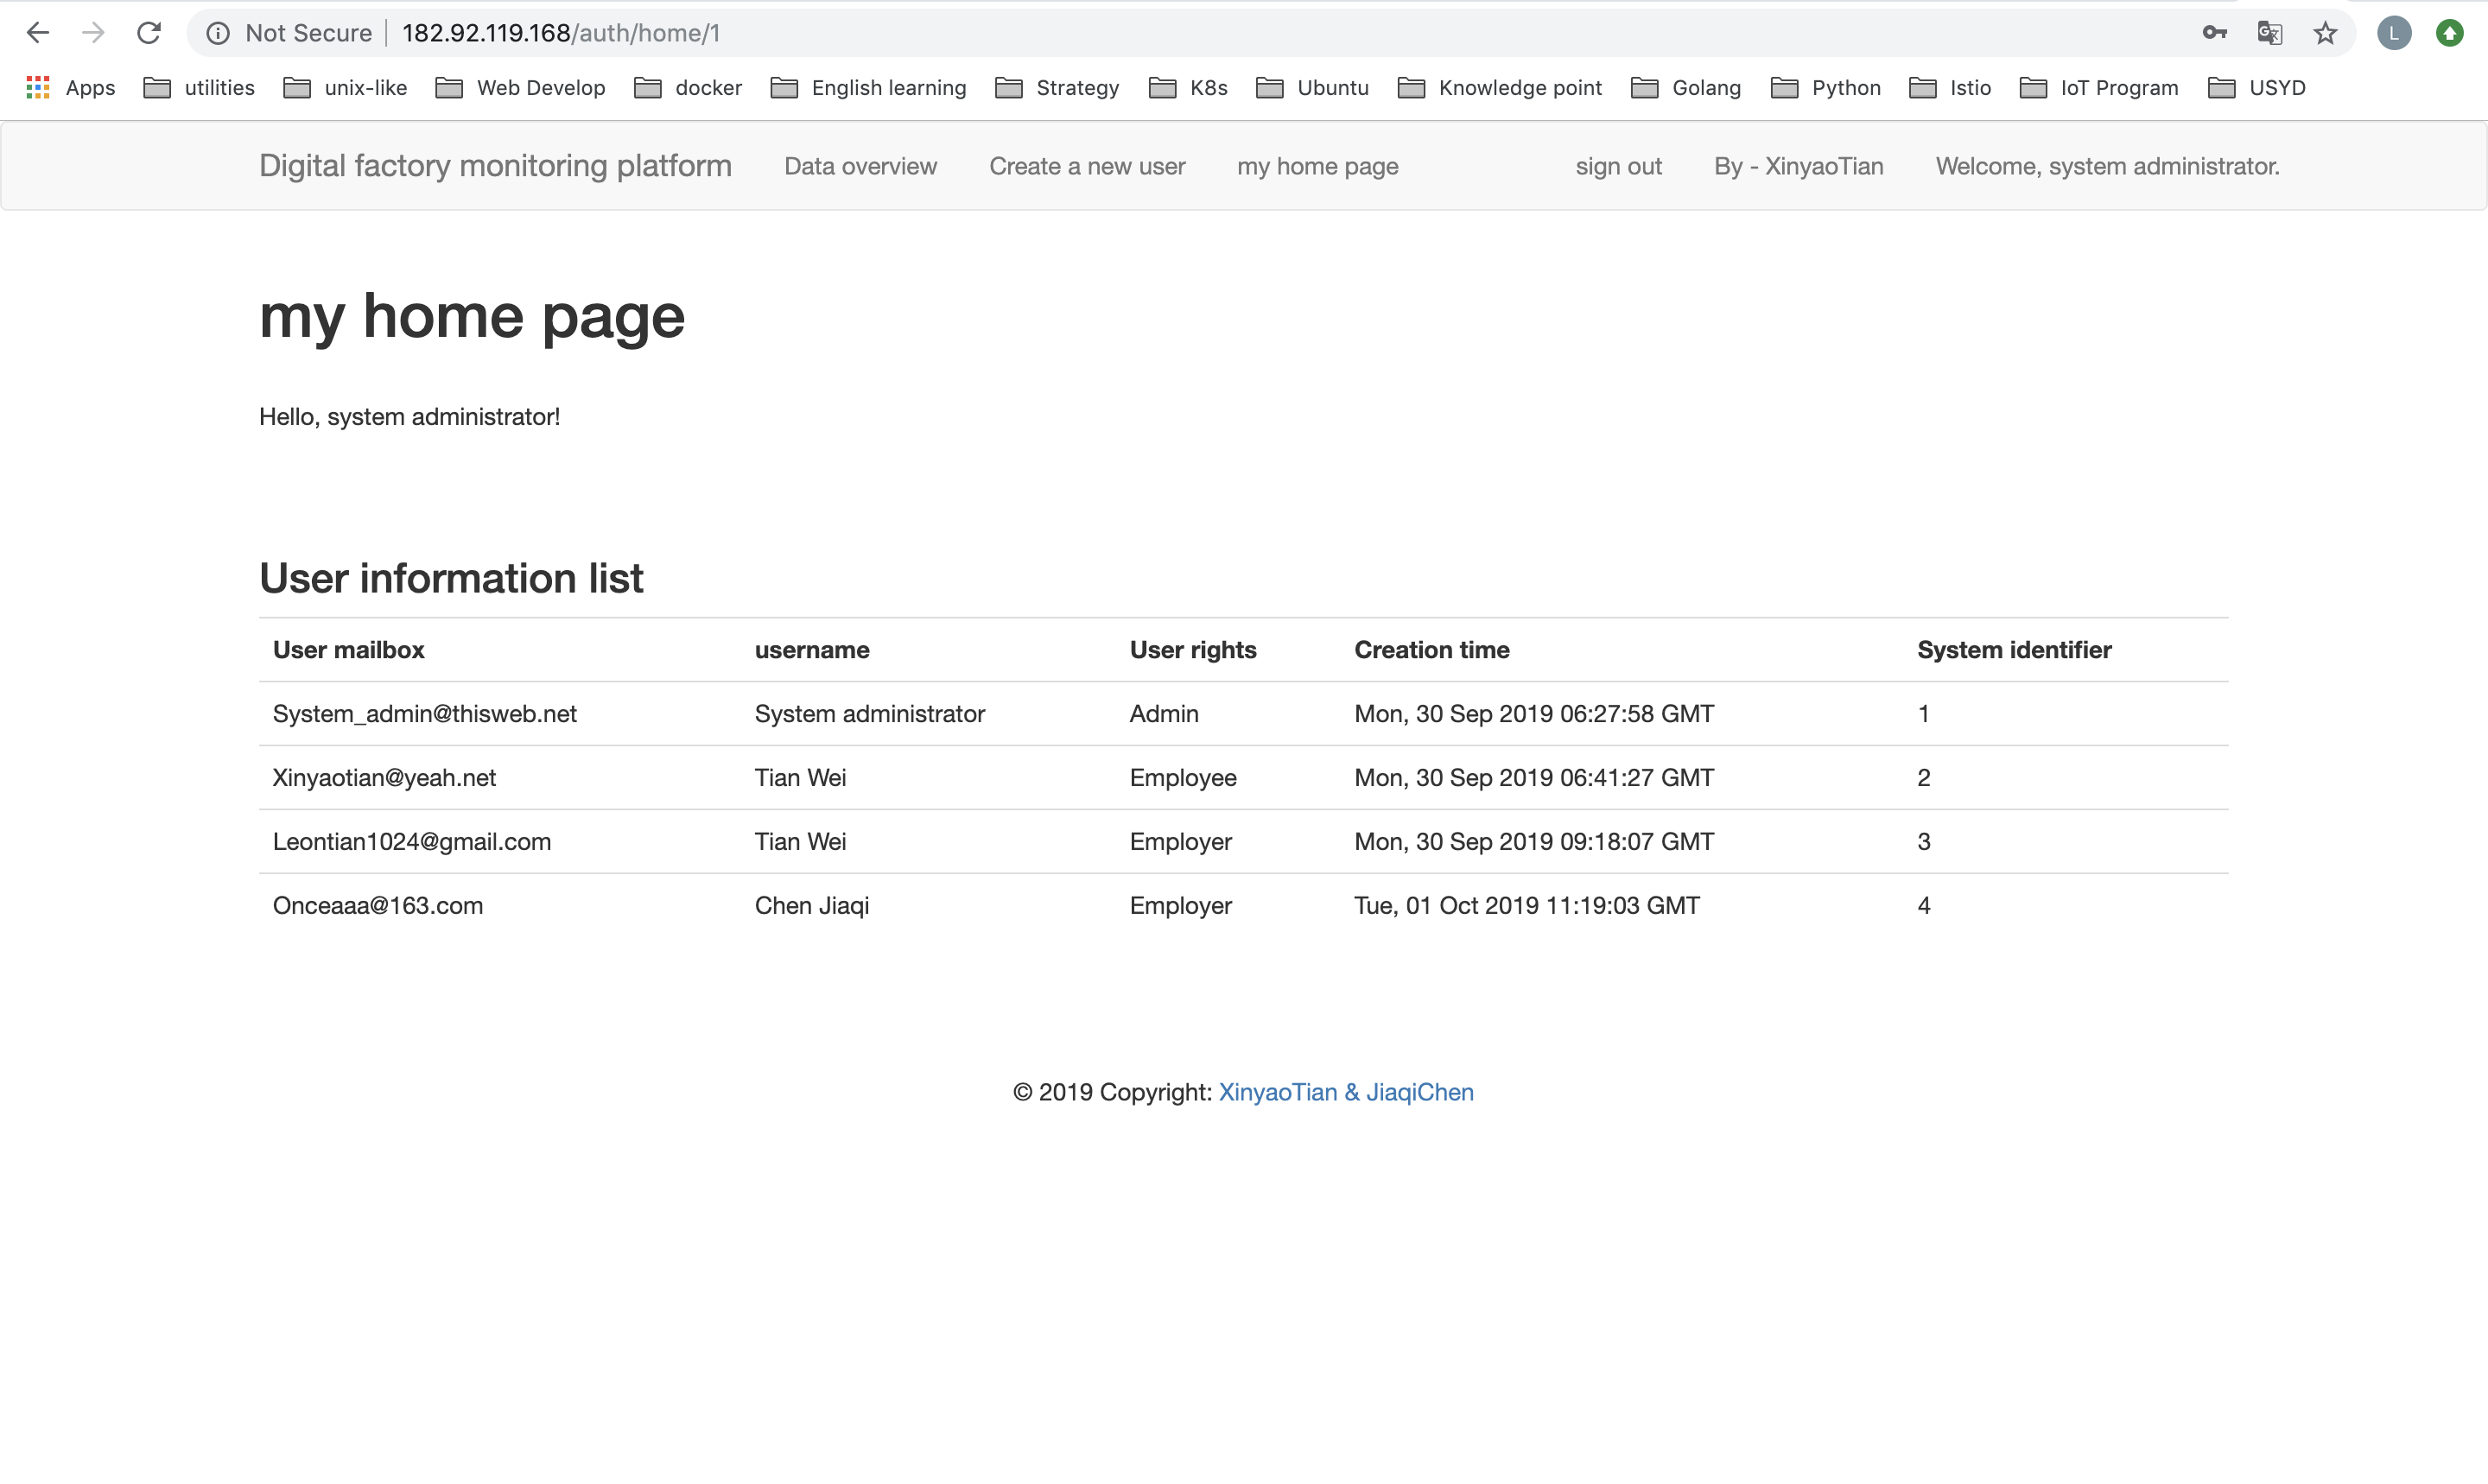 Not Secure 182.92.119.168/auth/home/1 L
Apps utilities unix-like Web Develop docker English learning Strategy K8s Ubuntu Knowledge point Golang Python Istio IoT Program USYD
Digital factory monitoring platform Data overview Create a new user my home page sign out By - XinyaoTian Welcome, system administrator.
my home page
Hello, system administrator!
User information list
User mailbox username User rights Creation time System identifier
System_admin@thisweb.net System administrator Admin Mon, 30 Sep 2019 06:27:58 GMT 1
Xinyaotian@yeah.net Tian Wei Employee Mon, 30 Sep 2019 06:41:27 GMT 2
Leontian1024@gmail.com Tian Wei Employer Mon, 30 Sep 2019 09:18:07 GMT 3
Onceaaa@163.com Chen Jiaqi Employer Tue, 01 Oct 2019 11:19:03 GMT 4
© 2019 Copyright: XinyaoTian & JiaqiChen